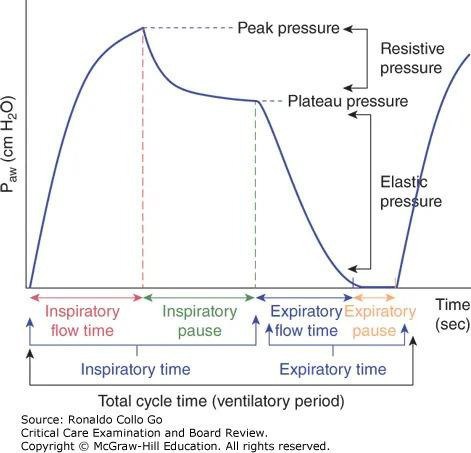 Peak pressure
Resistive
pressure
Plateau pressure
Elastic
pressure
Paw (cm H2O)
Inspiratory
flow time
Inspiratory
pause
Expiratory
flow time
Expiratory
pause
Time
(sec)
Inspiratory time
Expiratory time
Total cycle time (ventilatory period)
Source: Ronaldo Collo Go
Critical Care Examination and Board Review.
Copyright © McGraw-Hill Education. All rights reserved.